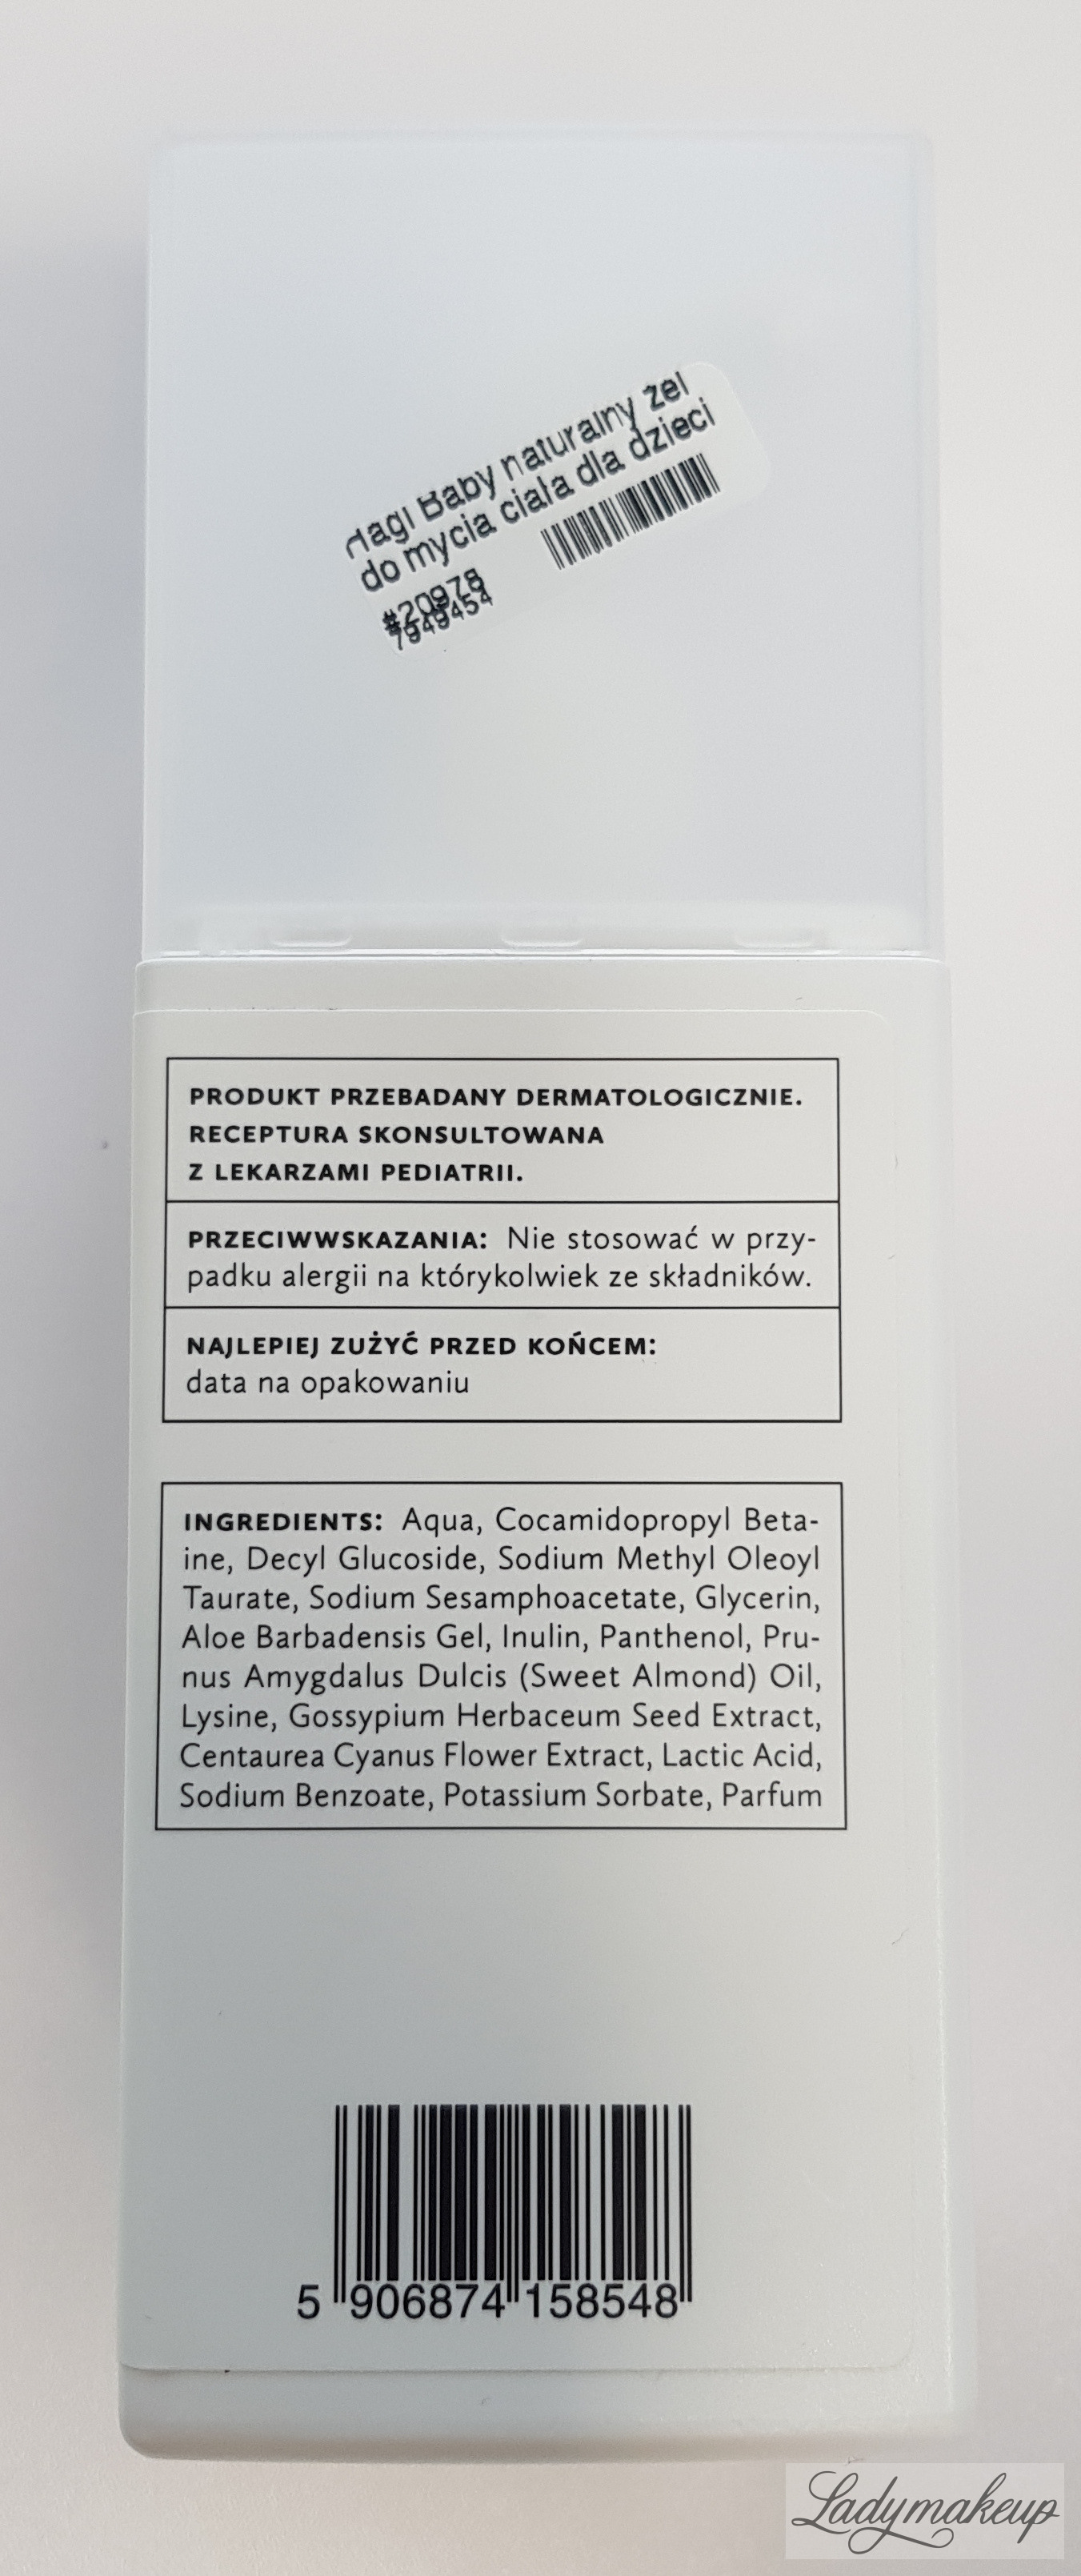 Hagi Baby naturalny żel
do mycia ciała dla dzieci
#20978
7949454
PRODUKT PRZEBADANY DERMATOLOGICZNIE.
RECEPTURA SKONSULTOWANA
Z LEKARZAMI PEDIATRII.
PRZECIWWSKAZANIA: Nie stosować w przy-
padku alergii na którykolwiek ze składników.
NAJLEPIEJ ZUŻYĆ PRZED KOŃCEM:
data na opakowaniu
INGREDIENTS: Aqua, Cocamidopropyl Beta-
ine, Decyl Glucoside, Sodium Methyl Oleoyl
Taurate, Sodium Sesamphoacetate, Glycerin,
Aloe Barbadensis Gel, Inulin, Panthenol, Pru-
nus Amygdalus Dulcis (Sweet Almond) Oil,
Lysine, Gossypium Herbaceum Seed Extract,
Centaurea Cyanus Flower Extract, Lactic Acid,
Sodium Benzoate, Potassium Sorbate, Parfum
5 906874 158548
Ladymakeup